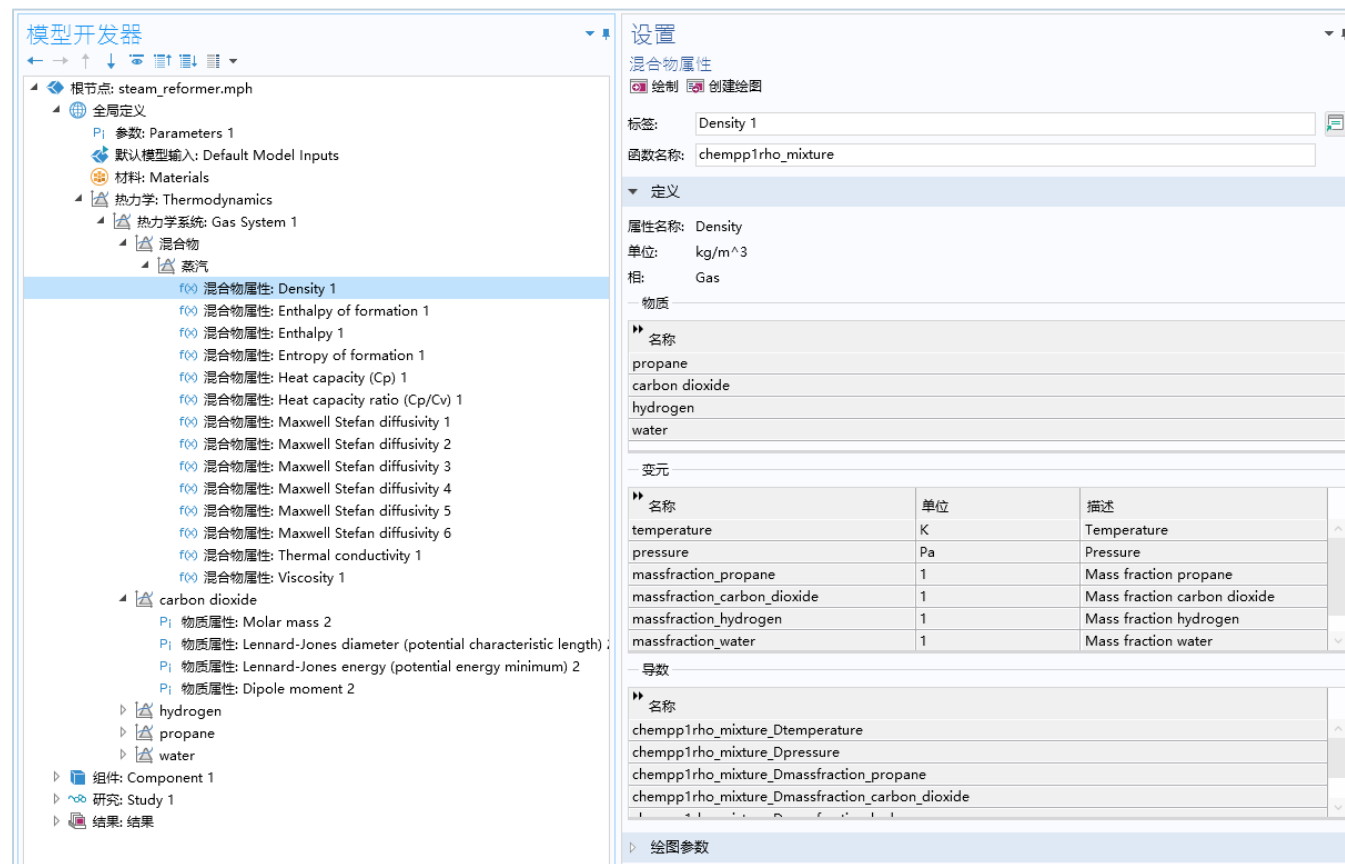 模型开发器
根节点: steam_reformer.mph
全局定义
Pi 参数: Parameters 1
默认模型输入: Default Model Inputs
材料: Materials
热力学: Thermodynamics
热力学系统: Gas System 1
混合物
蒸汽
f(x) 混合物属性: Density 1
f(x) 混合物属性: Enthalpy of formation 1
f(x) 混合物属性: Enthalpy 1
f(x) 混合物属性: Entropy of formation 1
f(x) 混合物属性: Heat capacity (Cp) 1
f(x) 混合物属性: Heat capacity ratio (Cp/Cv) 1
f(x) 混合物属性: Maxwell Stefan diffusivity 1
f(x) 混合物属性: Maxwell Stefan diffusivity 2
f(x) 混合物属性: Maxwell Stefan diffusivity 3
f(x) 混合物属性: Maxwell Stefan diffusivity 4
f(x) 混合物属性: Maxwell Stefan diffusivity 5
f(x) 混合物属性: Maxwell Stefan diffusivity 6
f(x) 混合物属性: Thermal conductivity 1
f(x) 混合物属性: Viscosity 1
carbon dioxide
Pi 物质属性: Molar mass 2
Pi 物质属性: Lennard-Jones diameter (potential characteristic length)
Pi 物质属性: Lennard-Jones energy (potential energy minimum) 2
Pi 物质属性: Dipole moment 2
hydrogen
propane
water
组件: Component 1
研究: Study 1
结果: 结果
设置
混合物属性
绘制 创建绘图
标签: Density 1
函数名称: chempp1rho_mixture
定义
属性名称: Density
单位: kg/m^3
相: Gas
物质
名称
propane
carbon dioxide
hydrogen
water
变元
名称 单位 描述
temperature K Temperature
pressure Pa Pressure
massfraction_propane 1 Mass fraction propane
massfraction_carbon_dioxide 1 Mass fraction carbon dioxide
massfraction_hydrogen 1 Mass fraction hydrogen
massfraction_water 1 Mass fraction water
导数
名称
chempp1rho_mixture_Dtemperature
chempp1rho_mixture_Dpressure
chempp1rho_mixture_Dmassfraction_propane
chempp1rho_mixture_Dmassfraction_carbon_dioxide
绘图参数